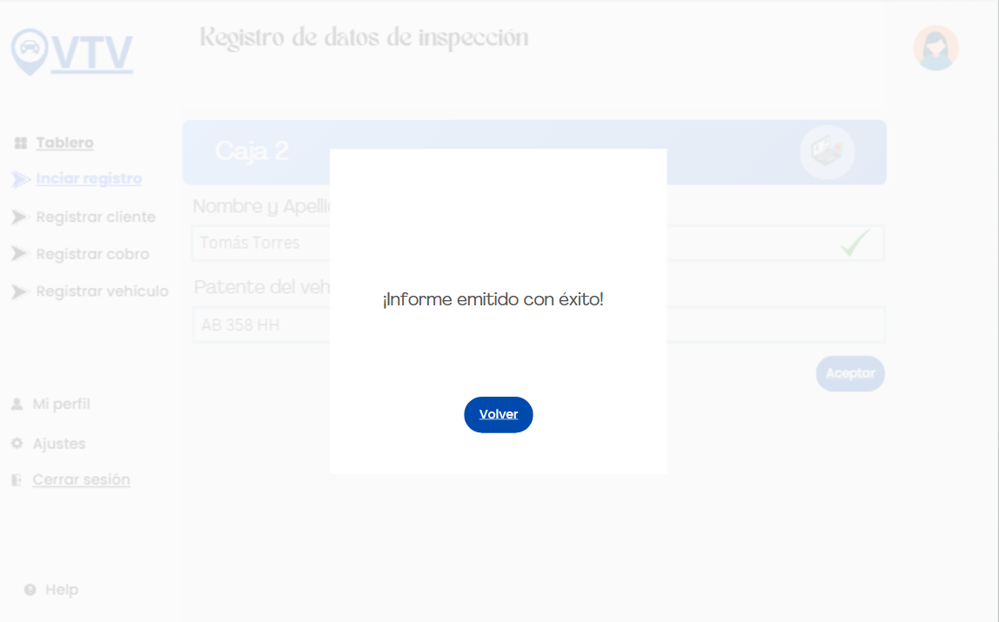 VTV
Registro de datos de inspección
Tablero
Inciar registro
Registrar cliente
Registrar cobro
Registrar vehiculo
Mi perfil
Ajustes
Cerrar sesión
Help
Caja 2
Nombre y Apelli
Tomás Torres
Patente del veh
AB 358 HH
Aceptar
¡Informe emitido con éxito!
Volver